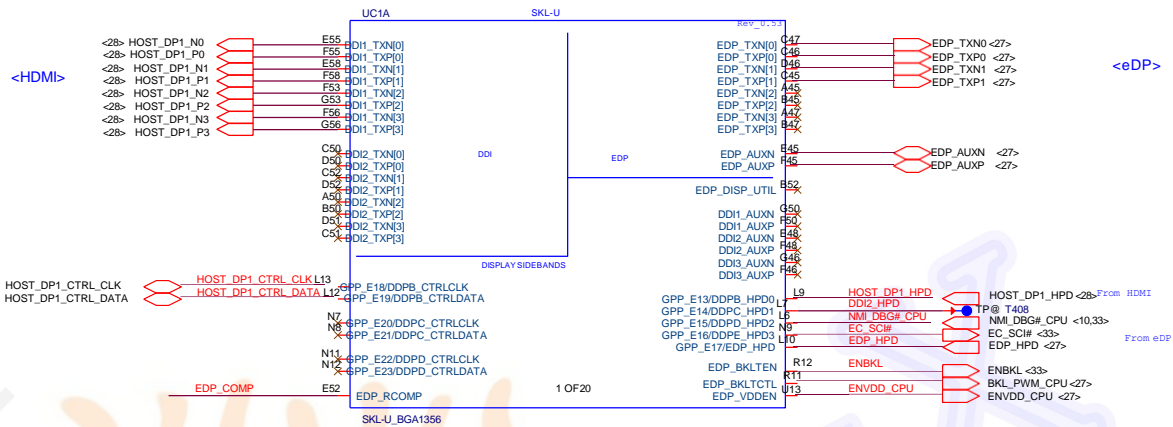 UC1A SKL-U
Rev_0.53
<HDMI>
<eDP>
<28> HOST_DP1_N0 E55 DDI1_TXN[0]
<28> HOST_DP1_P0 F55 DDI1_TXP[0]
<28> HOST_DP1_N1 E58 DDI1_TXN[1]
<28> HOST_DP1_P1 F58 DDI1_TXP[1]
<28> HOST_DP1_N2 F53 DDI1_TXN[2]
<28> HOST_DP1_P2 G53 DDI1_TXP[2]
<28> HOST_DP1_N3 F56 DDI1_TXN[3]
<28> HOST_DP1_P3 G56 DDI1_TXP[3]
C50 DDI2_TXN[0]
D50 DDI2_TXP[0]
C52 DDI2_TXN[1]
D52 DDI2_TXP[1]
A50 DDI2_TXN[2]
B50 DDI2_TXP[2]
D51 DDI2_TXN[3]
C51 DDI2_TXP[3]
DDI
EDP
DISPLAY SIDEBANDS
EDP_TXN[0] C47 EDP_TXN0 <27>
EDP_TXP[0] C46 EDP_TXP0 <27>
EDP_TXN[1] D46 EDP_TXN1 <27>
EDP_TXP[1] C45 EDP_TXP1 <27>
EDP_TXN[2] A45
EDP_TXP[2] B45
EDP_TXN[3] A47
EDP_TXP[3] B47
EDP_AUXN E45 EDP_AUXN <27>
EDP_AUXP F45 EDP_AUXP <27>
EDP_DISP_UTIL B52
DDI1_AUXN G50
DDI1_AUXP F50
DDI2_AUXN E48
DDI2_AUXP F48
DDI3_AUXN G46
DDI3_AUXP F46
HOST_DP1_CTRL_CLK HOST_DP1_CTRL_CLK L13 GPP_E18/DDPB_CTRLCLK
HOST_DP1_CTRL_DATA HOST_DP1_CTRL_DATA L12 GPP_E19/DDPB_CTRLDATA
N7 GPP_E20/DDPC_CTRLCLK
N8 GPP_E21/DDPC_CTRLDATA
N11 GPP_E22/DDPD_CTRLCLK
N12 GPP_E23/DDPD_CTRLDATA
EDP_COMP E52 EDP_RCOMP
GPP_E13/DDPB_HPD0 L9 HOST_DP1_HPD HOST_DP1_HPD <28> From HDMI
GPP_E14/DDPC_HPD1 L7 DDI2_HPD TP@ T408
GPP_E15/DDPD_HPD2 L6 NMI_DBG#_CPU NMI_DBG#_CPU <10,33>
GPP_E16/DDPE_HPD3 N9 EC_SCI# EC_SCI# <33>
GPP_E17/EDP_HPD L10 EDP_HPD EDP_HPD <27> From eDP
EDP_BKLTEN R12 ENBKL ENBKL <33>
EDP_BKLTCTL R11 BKL_PWM_CPU<27>
EDP_VDDEN U13 ENVDD_CPU ENVDD_CPU <27>
1 OF20
SKL-U_BGA1356